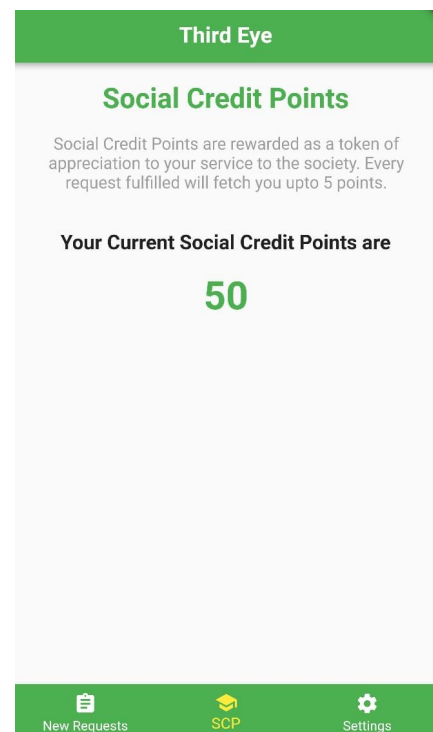 Third Eye
Social Credit Points
Social Credit Points are rewarded as a token of
appreciation to your service to the society. Every
request fulfilled will fetch you upto 5 points.
Your Current Social Credit Points are
50
New Requests
SCP
Settings